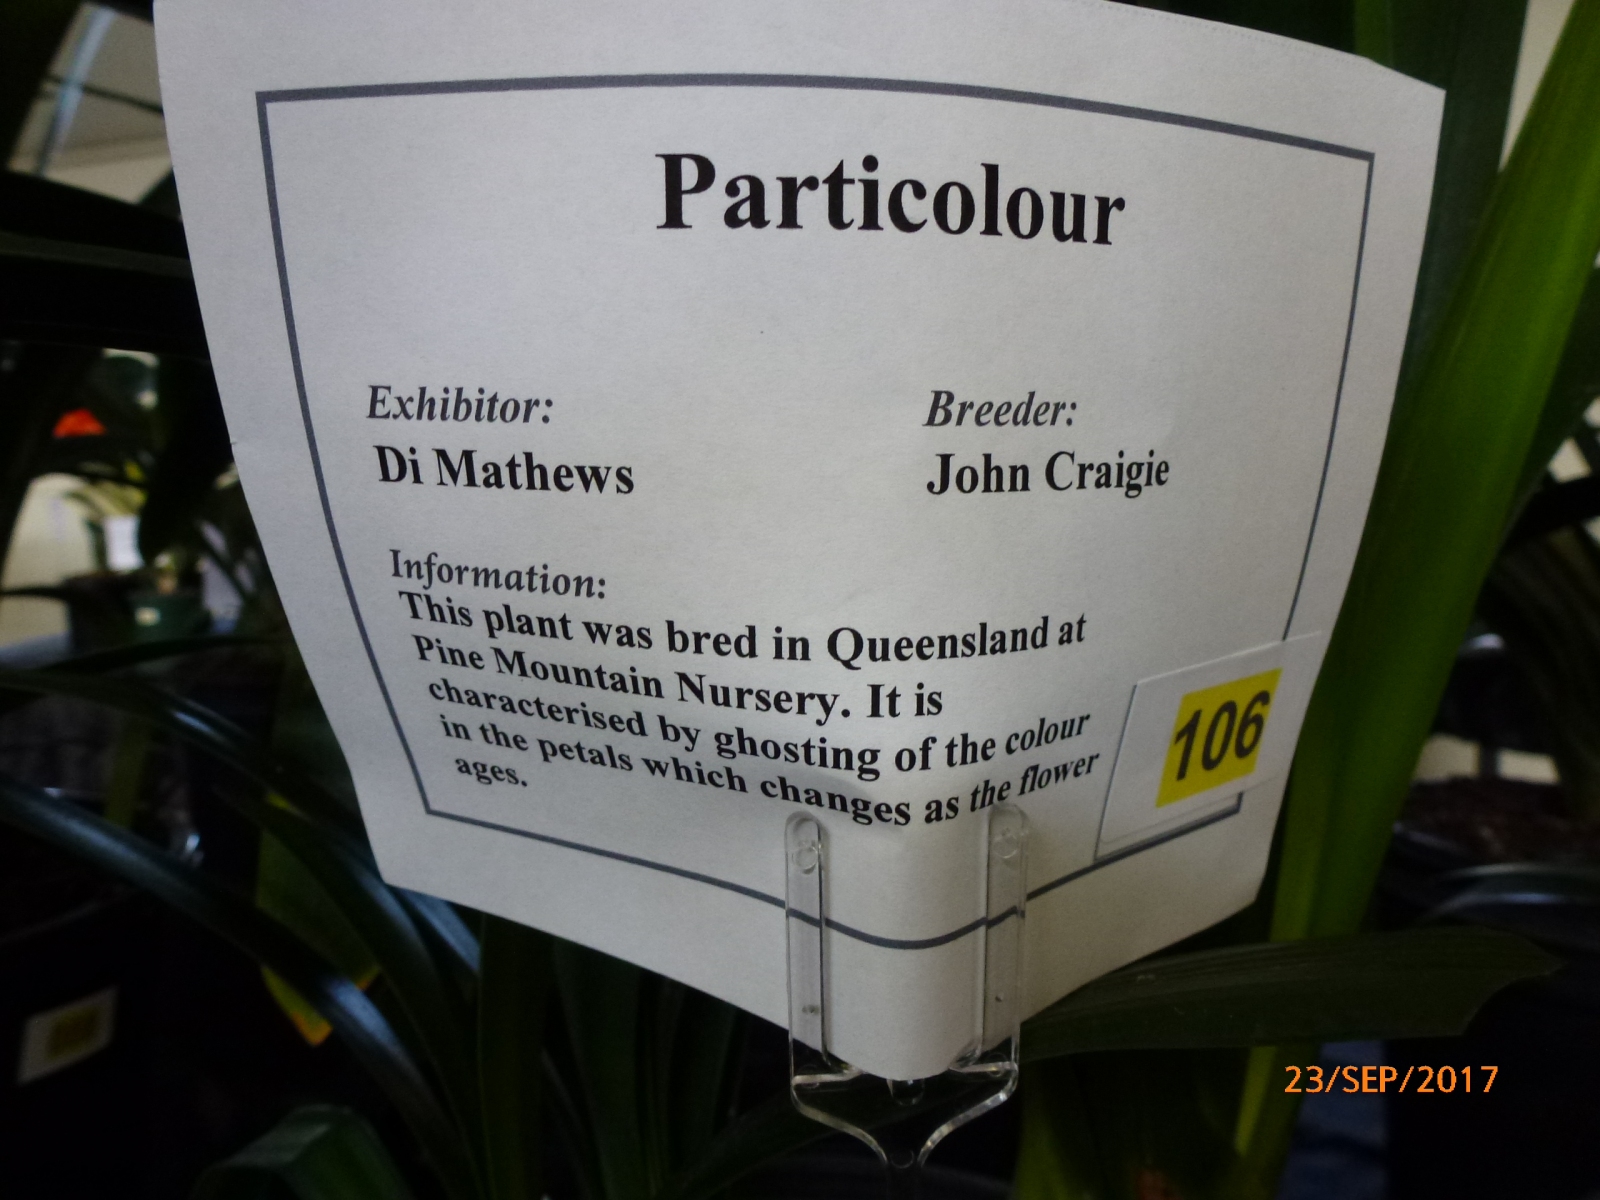 Particolour
Exhibitor:
Di Mathews
Breeder:
John Craigie
Information:
This plant was bred in Queensland at
Pine Mountain Nursery. It is
characterised by ghosting of the colour
in the petals which changes as the flower
ages.
106
23/SEP/2017